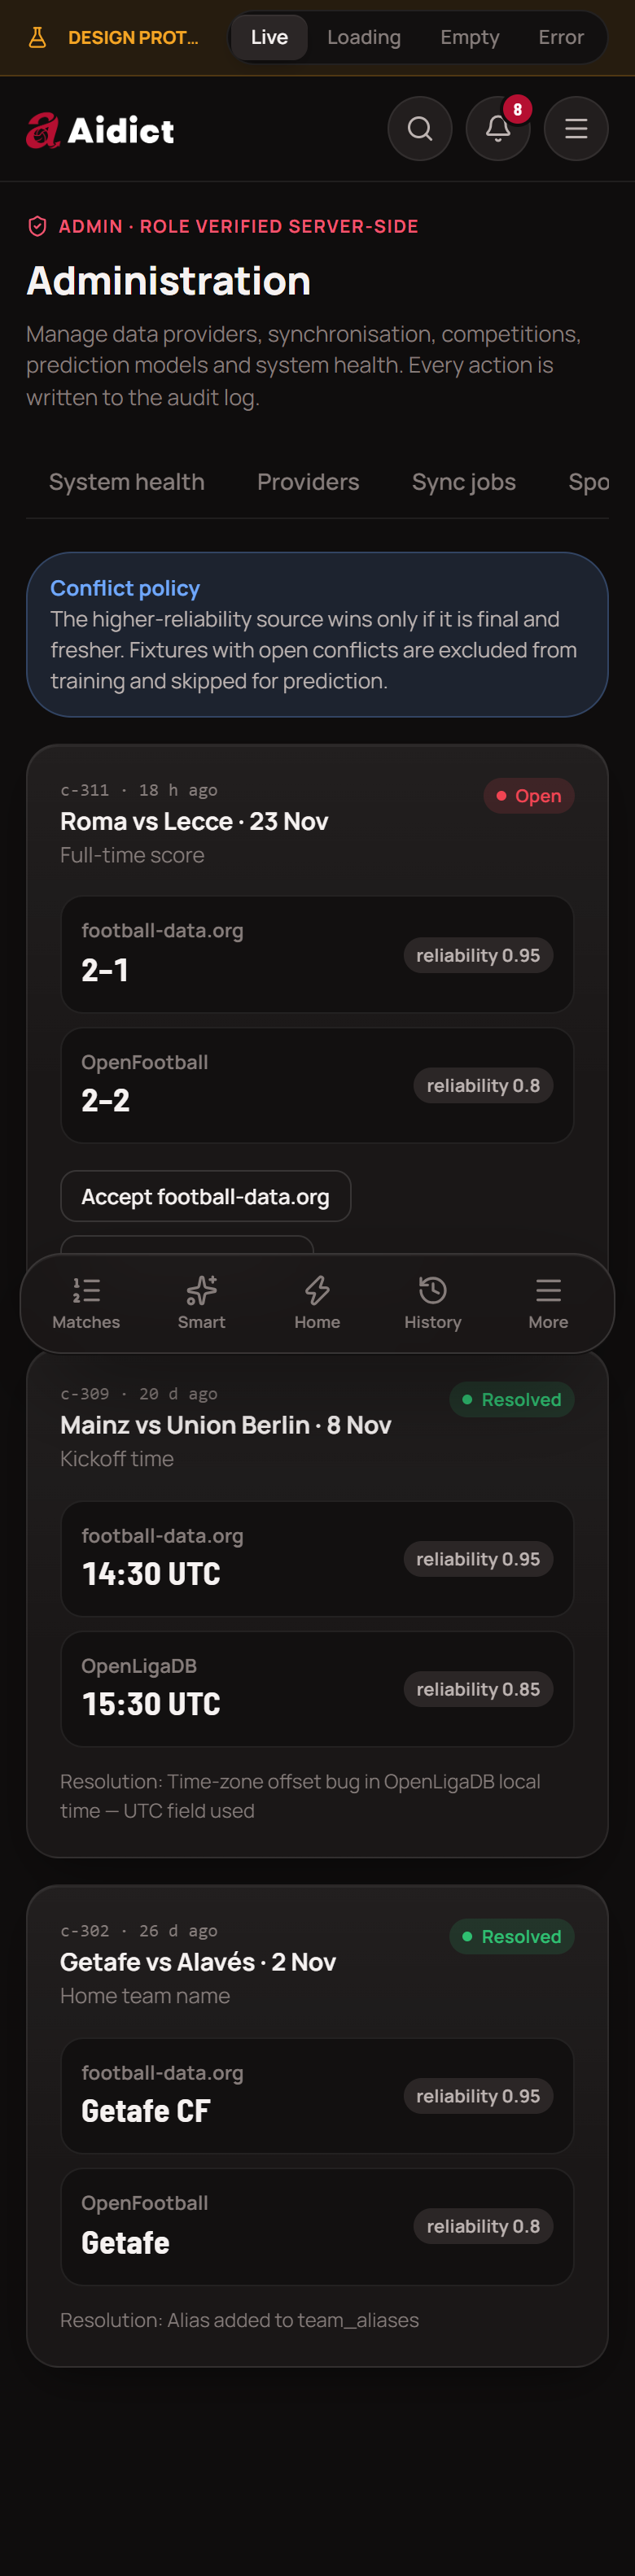 DESIGN PROT…
Live
Loading
Empty
Error
Aidict
8
ADMIN · ROLE VERIFIED SERVER-SIDE
Administration
Manage data providers, synchronisation, competitions,
prediction models and system health. Every action is
written to the audit log.
System health
Providers
Sync jobs
Spo
Conflict policy
The higher-reliability source wins only if it is final and
fresher. Fixtures with open conflicts are excluded from
training and skipped for prediction.
c-311 · 18 h ago
Open
Roma vs Lecce · 23 Nov
Full-time score
football-data.org
2–1
reliability 0.95
OpenFootball
2–2
reliability 0.8
Accept football-data.org
Matches
Smart
Home
History
More
c-309 · 20 d ago
Resolved
Mainz vs Union Berlin · 8 Nov
Kickoff time
football-data.org
14:30 UTC
reliability 0.95
OpenLigaDB
15:30 UTC
reliability 0.85
Resolution: Time-zone offset bug in OpenLigaDB local
time — UTC field used
c-302 · 26 d ago
Resolved
Getafe vs Alavés · 2 Nov
Home team name
football-data.org
Getafe CF
reliability 0.95
OpenFootball
Getafe
reliability 0.8
Resolution: Alias added to team_aliases